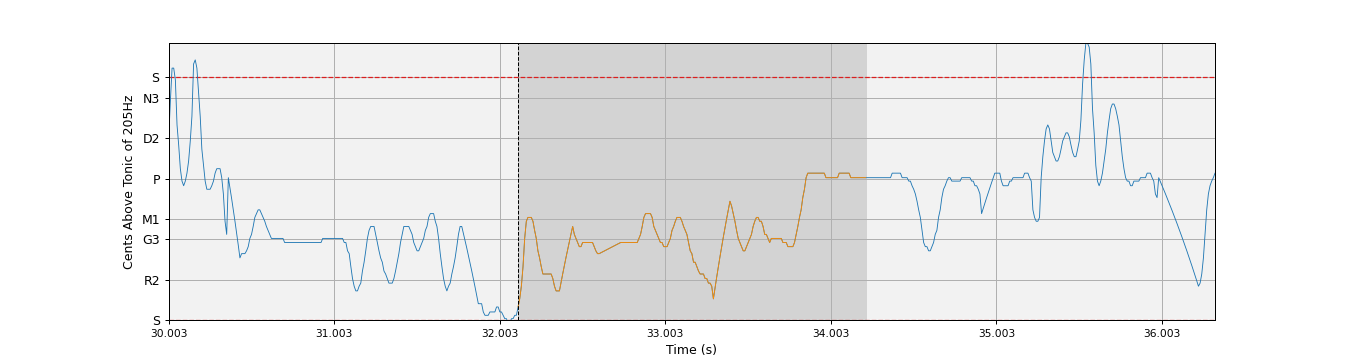 S
N3
D2
P
M1
G3
R2
S
Cents Above Tonic of 205Hz
30.003 31.003 32.003 33.003 34.003 35.003 36.003
Time (s)